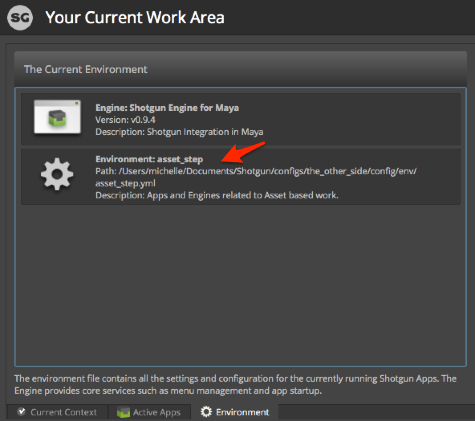 SG Your Current Work Area
The Current Environment
Engine: Shotgun Engine for Maya
Version: v0.9.4
Description: Shotgun Integration in Maya
Environment: asset_step
Path: /Users/michelle/Documents/Shotgun/configs/the_other_side/config/env/
asset_step.yml
Description: Apps and Engines related to Asset based work.
The environment file contains all the settings and configuration for the currently running Shotgun Apps. The
Engine provides core services such as menu management and app startup.
Current Context Active Apps Environment